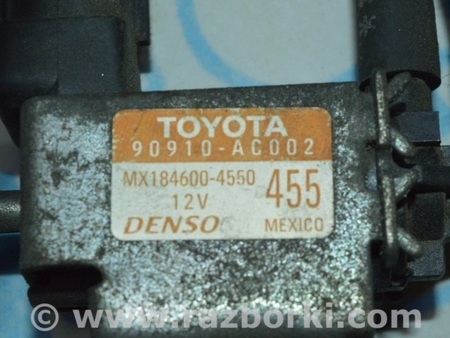 TOYOTA
90910-AC002
MX184600-4550 455
12V
DENSO MEXICO
© www.razborki.com